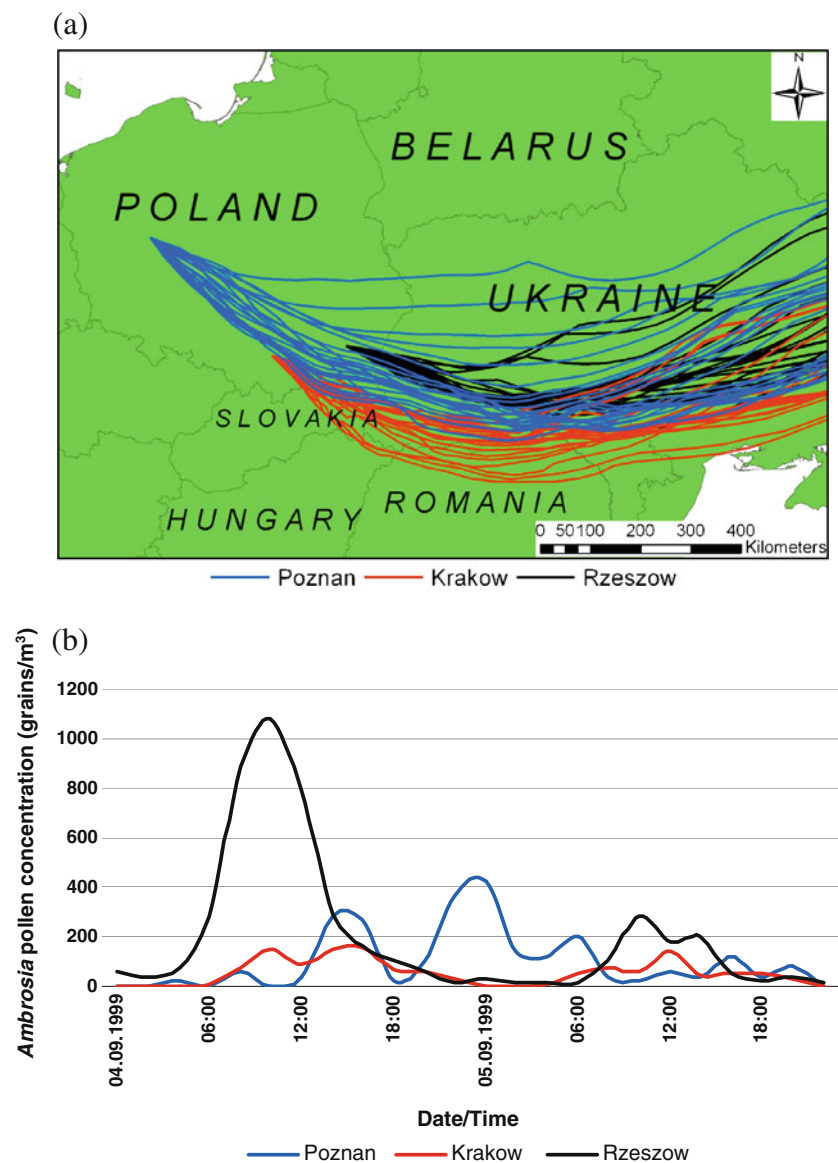 (a)
N
BELARUS
POLAND
UKRAINE
SLOVAKIA
HUNGARY
ROMANIA
0 50 100 200 300 400
Kilometers
Poznan Krakow Rzeszow
(b)
Ambrosia pollen concentration (grains/m³)
1200
1000
800
600
400
200
0
04.09.1999
06:00
12:00
18:00
05.09.1999
06:00
12:00
18:00
Date/Time
Poznan Krakow Rzeszow